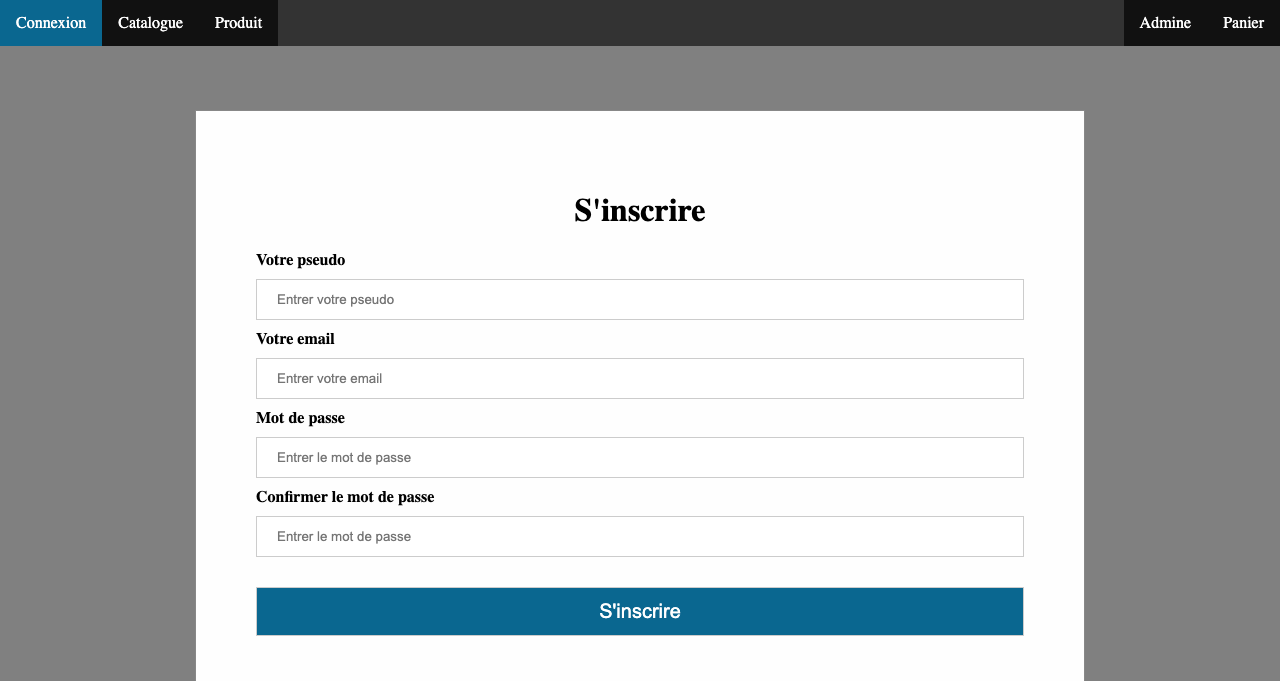 Connexion Catalogue Produit Admine Panier
S'inscrire
Votre pseudo
Entrer votre pseudo
Votre email
Entrer votre email
Mot de passe
Entrer le mot de passe
Confirmer le mot de passe
Entrer le mot de passe
S'inscrire